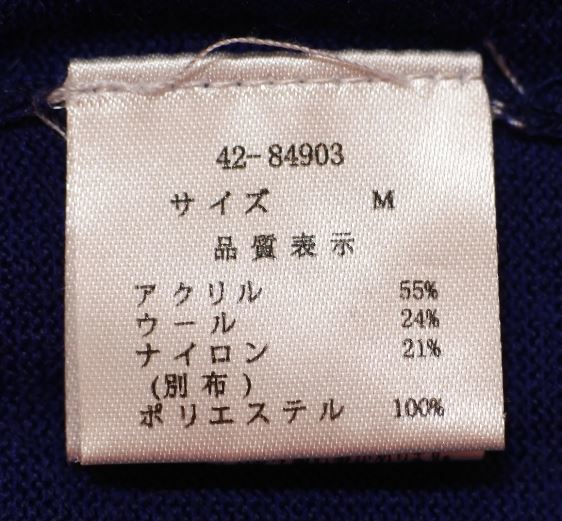 42-84903
サイズ M
品質表示
アクリル 55%
ウール 24%
ナイロン 21%
(別布)
ポリエステル 100%